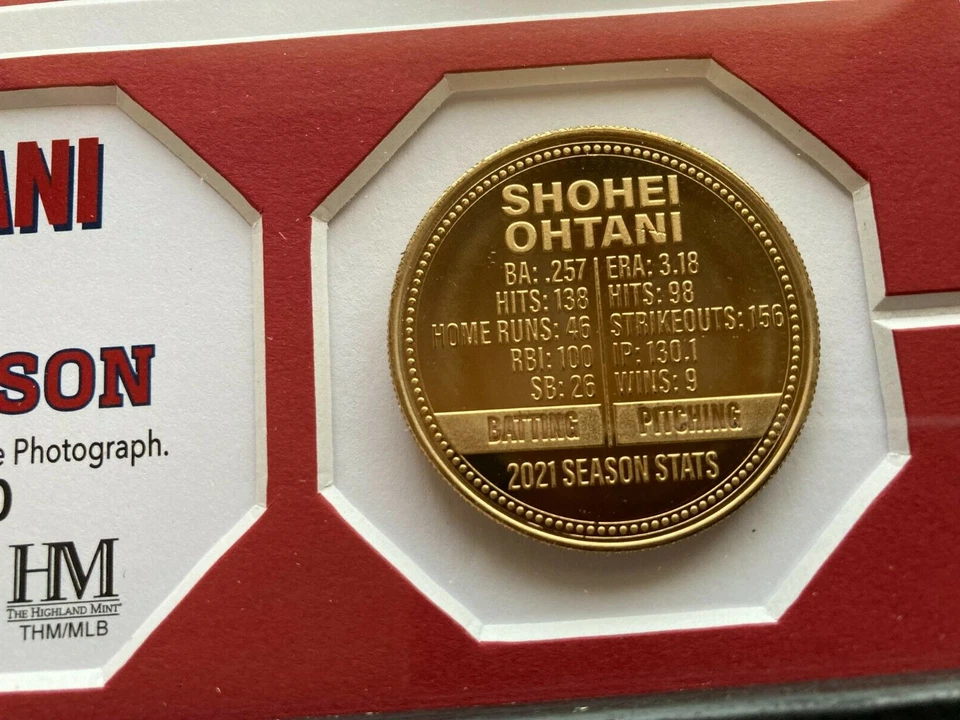 ANI
SON
e Photograph.
HM
THE HIGHLAND MINT
THM/MLB
SHOHEI
OHTANI
BA: .257 ERA: 3.18
HITS: 138 HITS: 98
HOME RUNS: 46 STRIKEOUTS: 156
RBI: 100 IP: 130.1
SB: 26 WINS: 9
BATTING PITCHING
2021 SEASON STATS